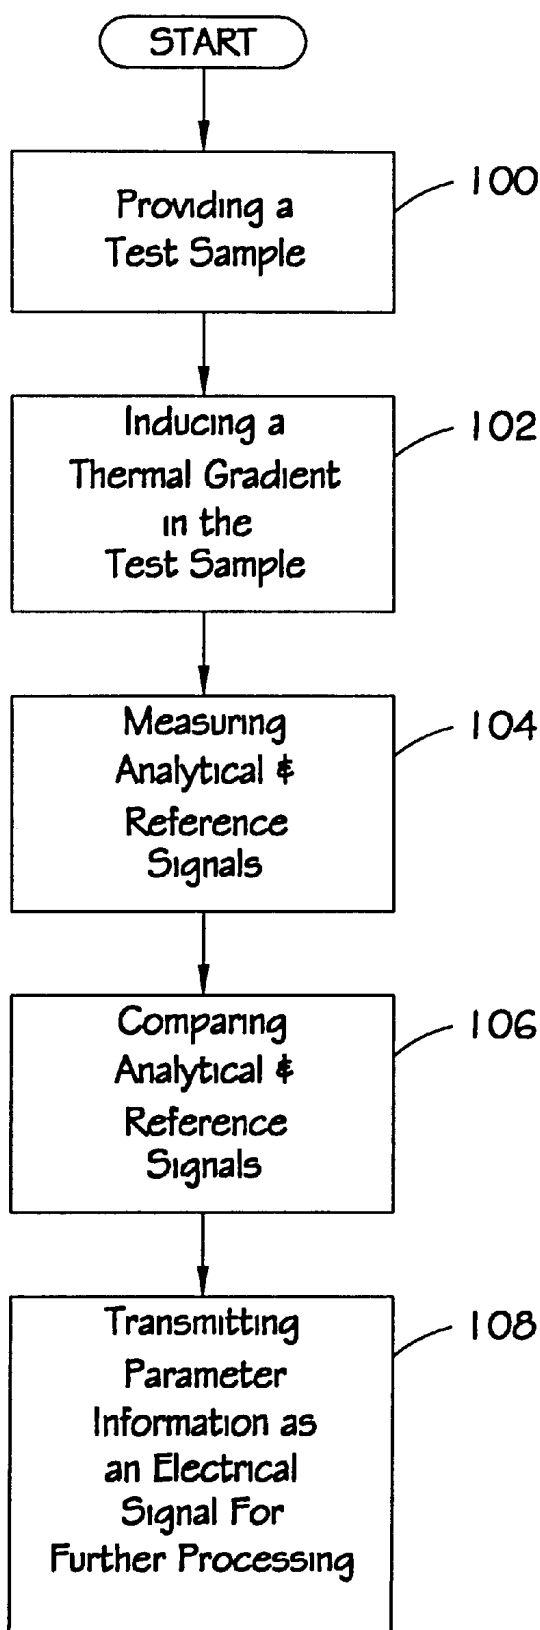 START
Providing a
Test Sample
100
Inducing a
Thermal Gradient
in the
Test Sample
102
Measuring
Analytical &
Reference
Signals
104
Comparing
Analytical &
Reference
Signals
106
Transmitting
Parameter
Information as
an Electrical
Signal For
Further Processing
108